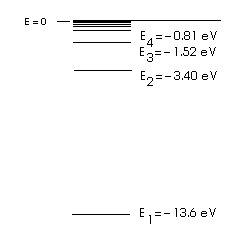 E = 0
E₄ = −0.81 eV
E₃ = −1.52 eV
E₂ = −3.40 eV
E₁ = −13.6 eV